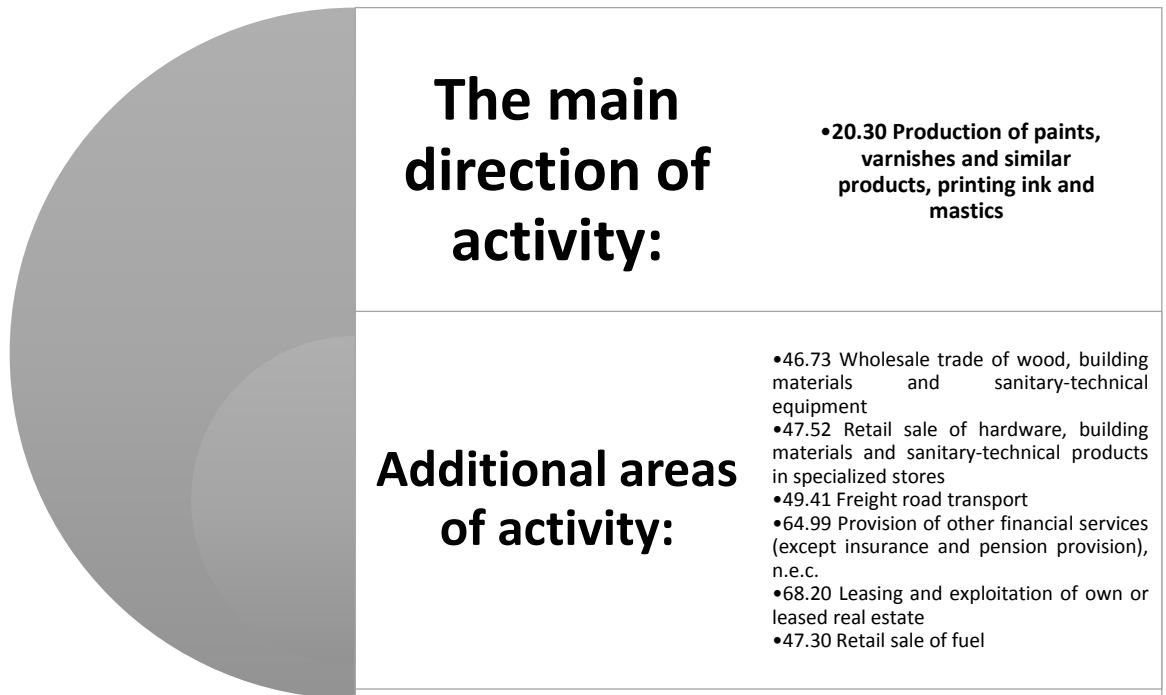 The main
direction of
activity:
•20.30 Production of paints,
varnishes and similar
products, printing ink and
mastics
Additional areas
of activity:
•46.73 Wholesale trade of wood, building
materials and sanitary-technical
equipment
•47.52 Retail sale of hardware, building
materials and sanitary-technical products
in specialized stores
•49.41 Freight road transport
•64.99 Provision of other financial services
(except insurance and pension provision),
n.e.c.
•68.20 Leasing and exploitation of own or
leased real estate
•47.30 Retail sale of fuel